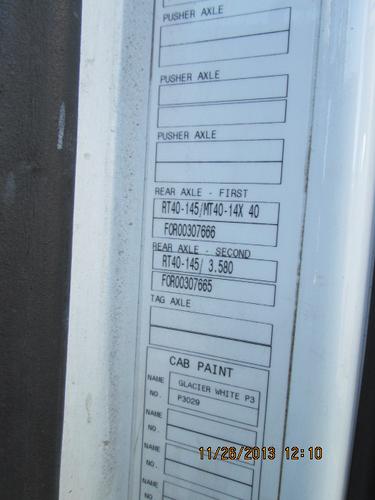 PUSHER AXLE
PUSHER AXLE
PUSHER AXLE
REAR AXLE - FIRST
RT40-145/MT40-14X 40
FOR00307666
REAR AXLE - SECOND
RT40-145/ 3.580
FOR00307665
TAG AXLE
CAB PAINT
NAME GLACIER WHITE P3
NO. P3029
NAME
NO.
NAME
NO.
NAME
11/26/2013 12:10